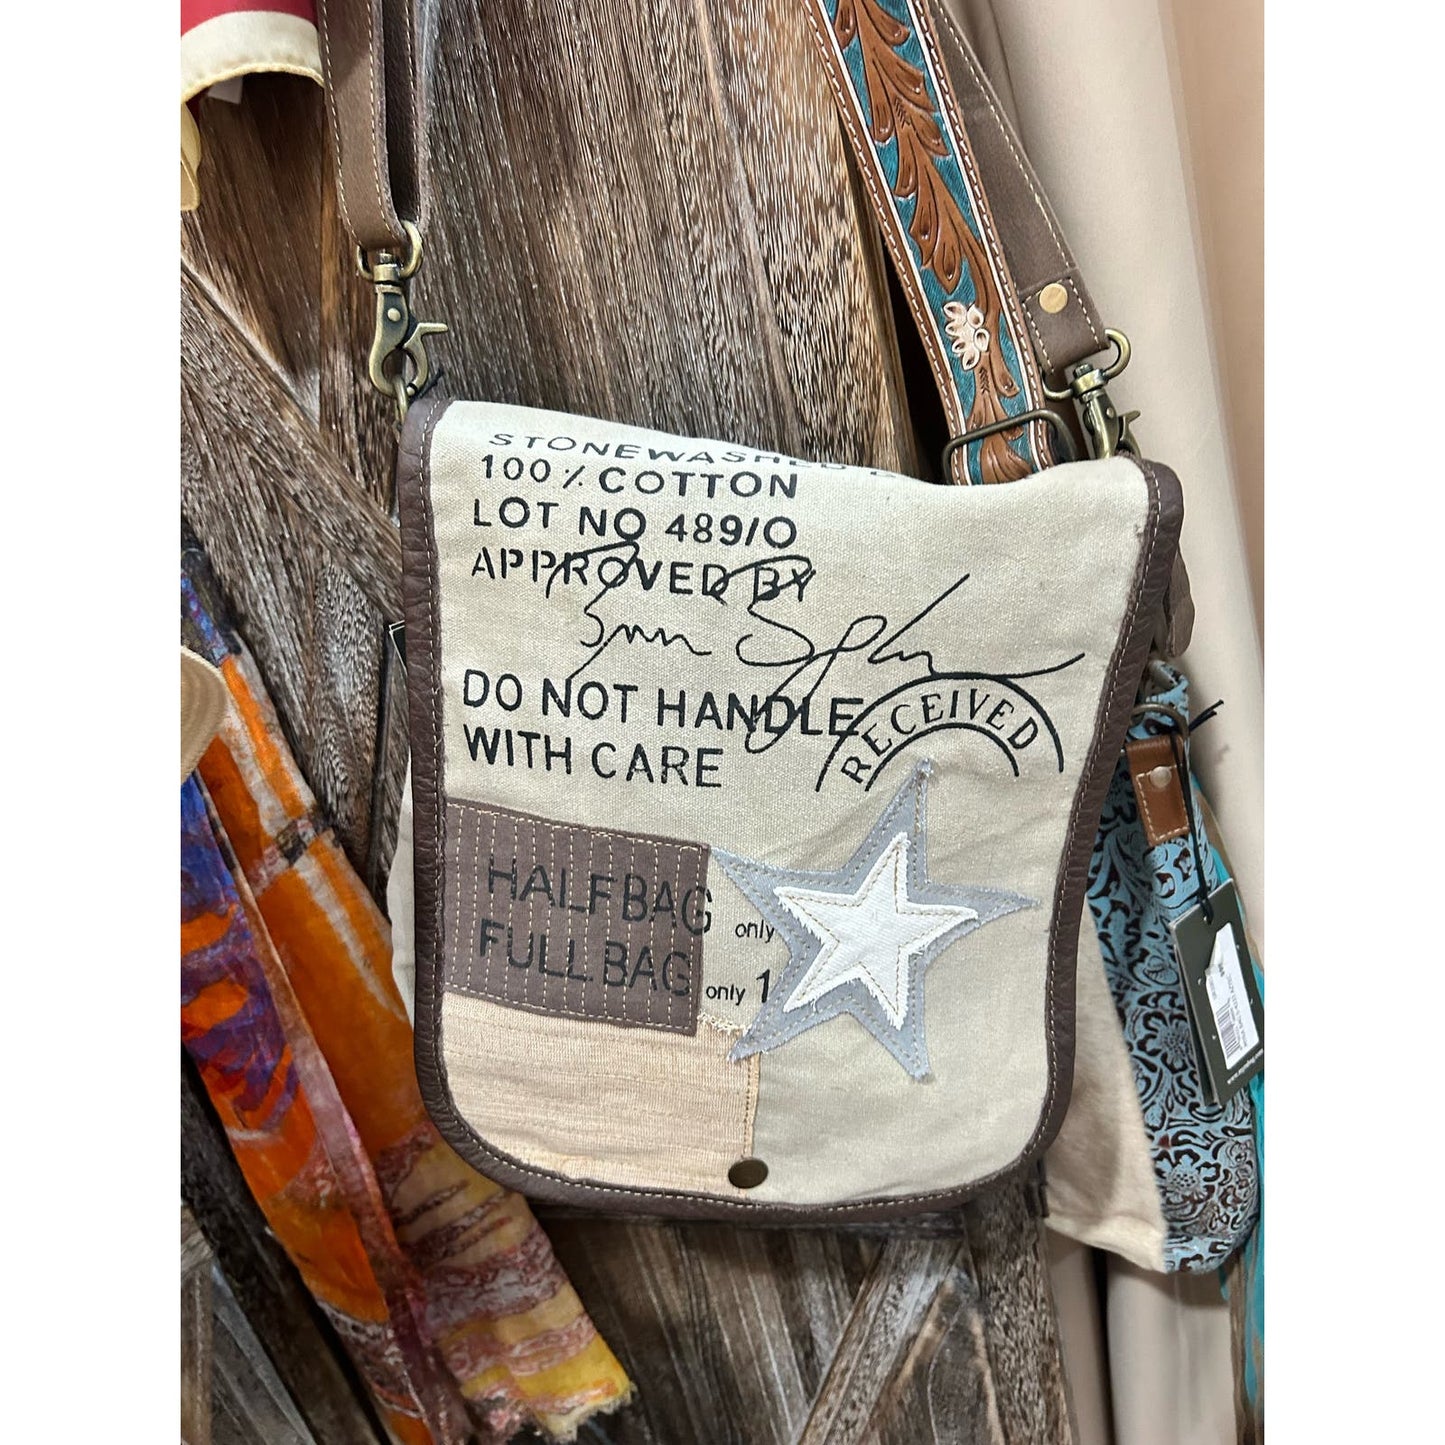 STONEWASHED
100% COTTON
LOT NO 489/0
APPROVED BY
DO NOT HANDLE
WITH CARE
RECEIVED
HALF BAG only
FULL BAG only 1